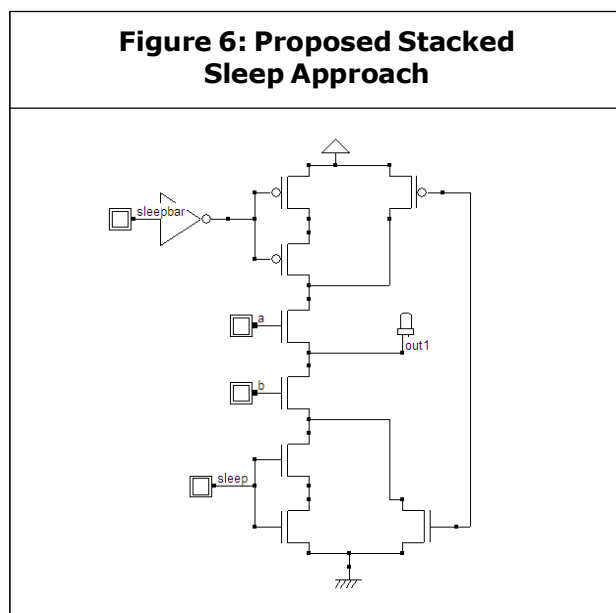 Figure 6: Proposed Stacked
Sleep Approach
sleepbar
a
out1
b
sleep